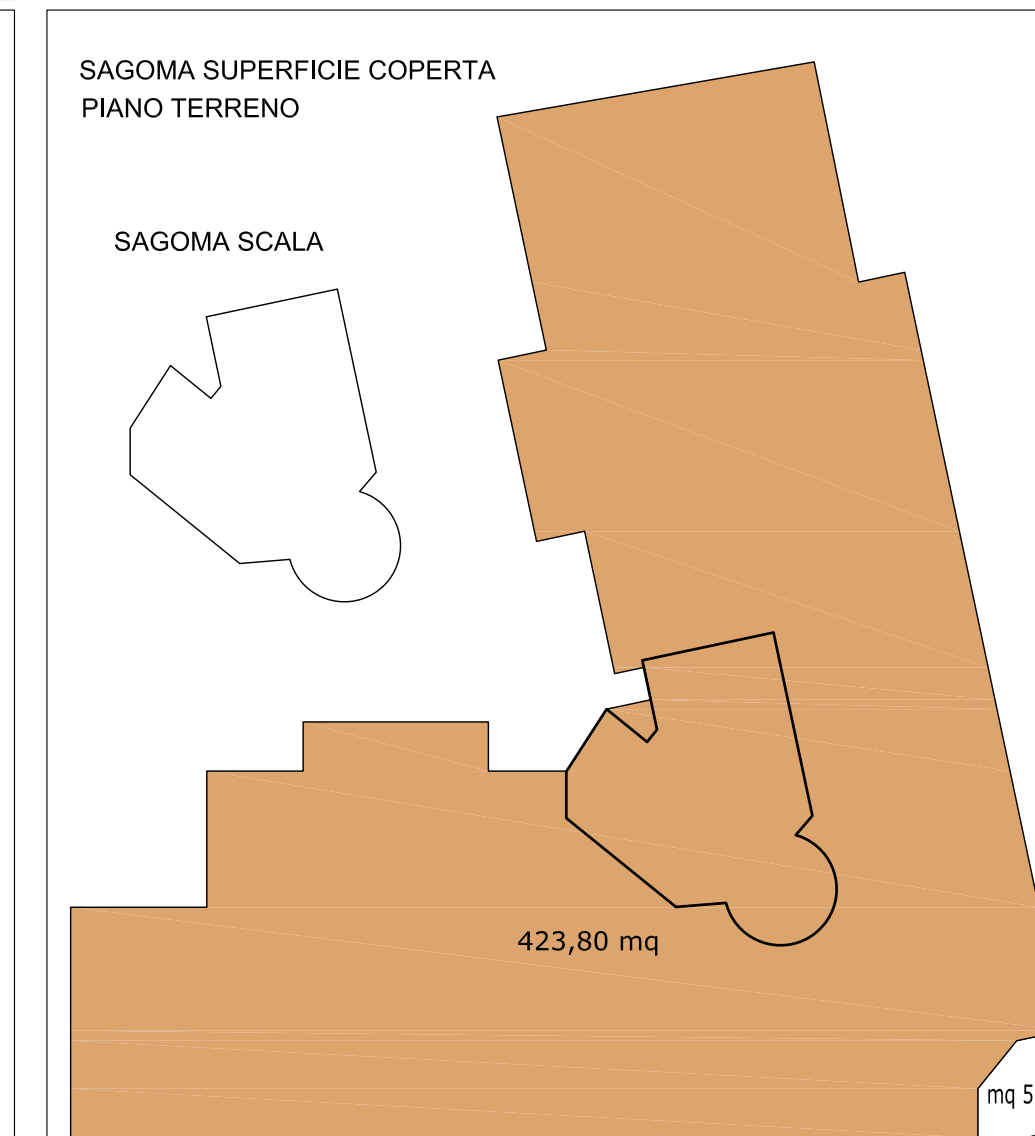 SAGOMA SUPERFICIE COPERTA
PIANO TERRENO
SAGOMA SCALA
423,80 mq
mq 5